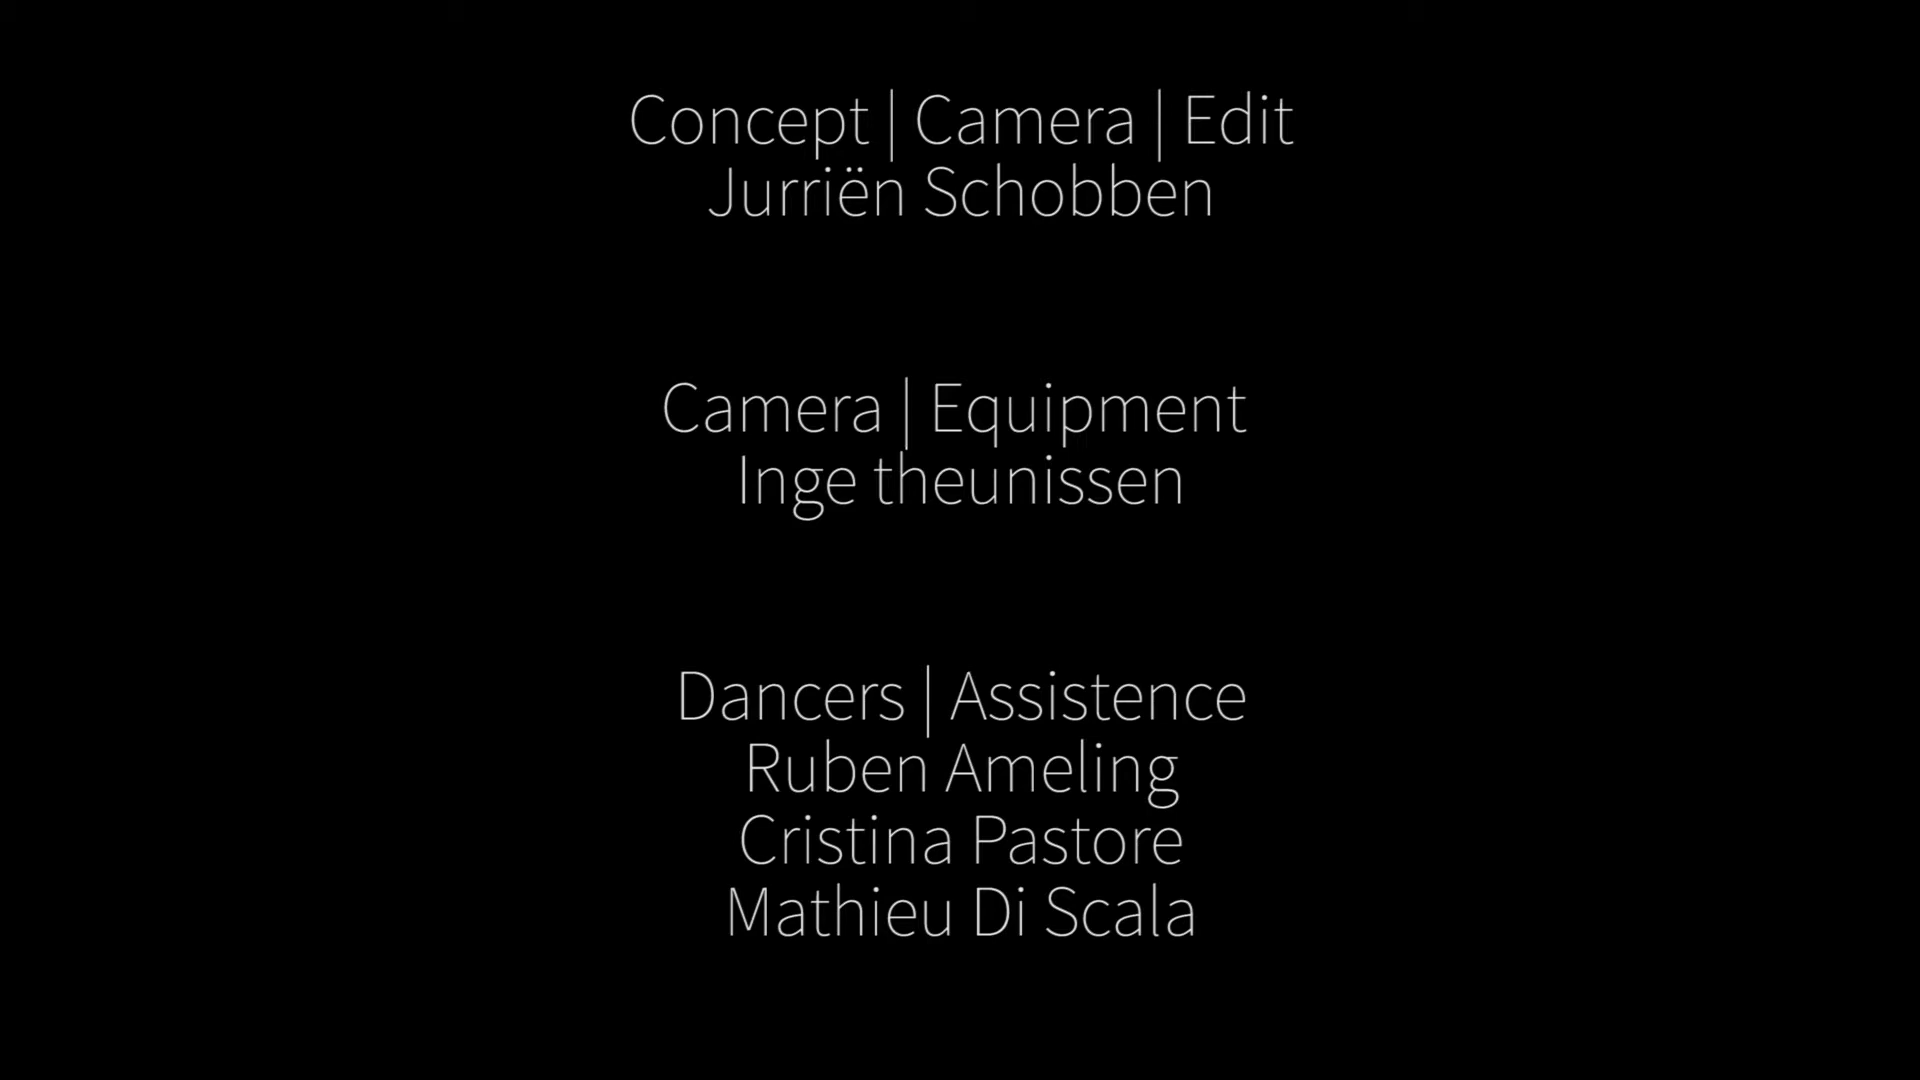 Concept | Camera | Edit
Jurriën Schobben
Camera | Equipment
Inge theunissen
Dancers | Assistence
Ruben Ameling
Cristina Pastore
Mathieu Di Scala